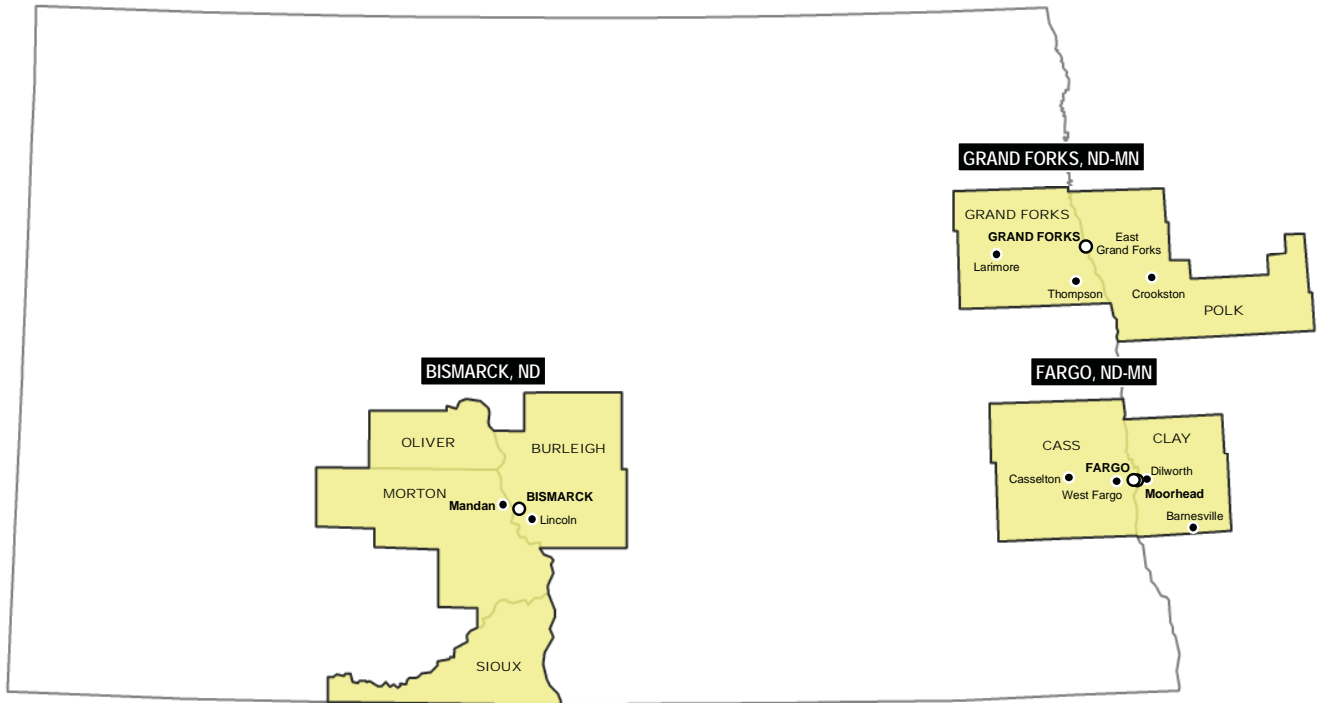 GRAND FORKS, ND-MN
GRAND FORKS
GRAND FORKS
East
Grand Forks
Larimore
Thompson
Crookston
POLK
BISMARCK, ND
OLIVER
BURLEIGH
MORTON
Mandan
BISMARCK
Lincoln
SIOUX
FARGO, ND-MN
CASS
CLAY
FARGO
Dilworth
Casselton
West Fargo
Moorhead
Barnesville